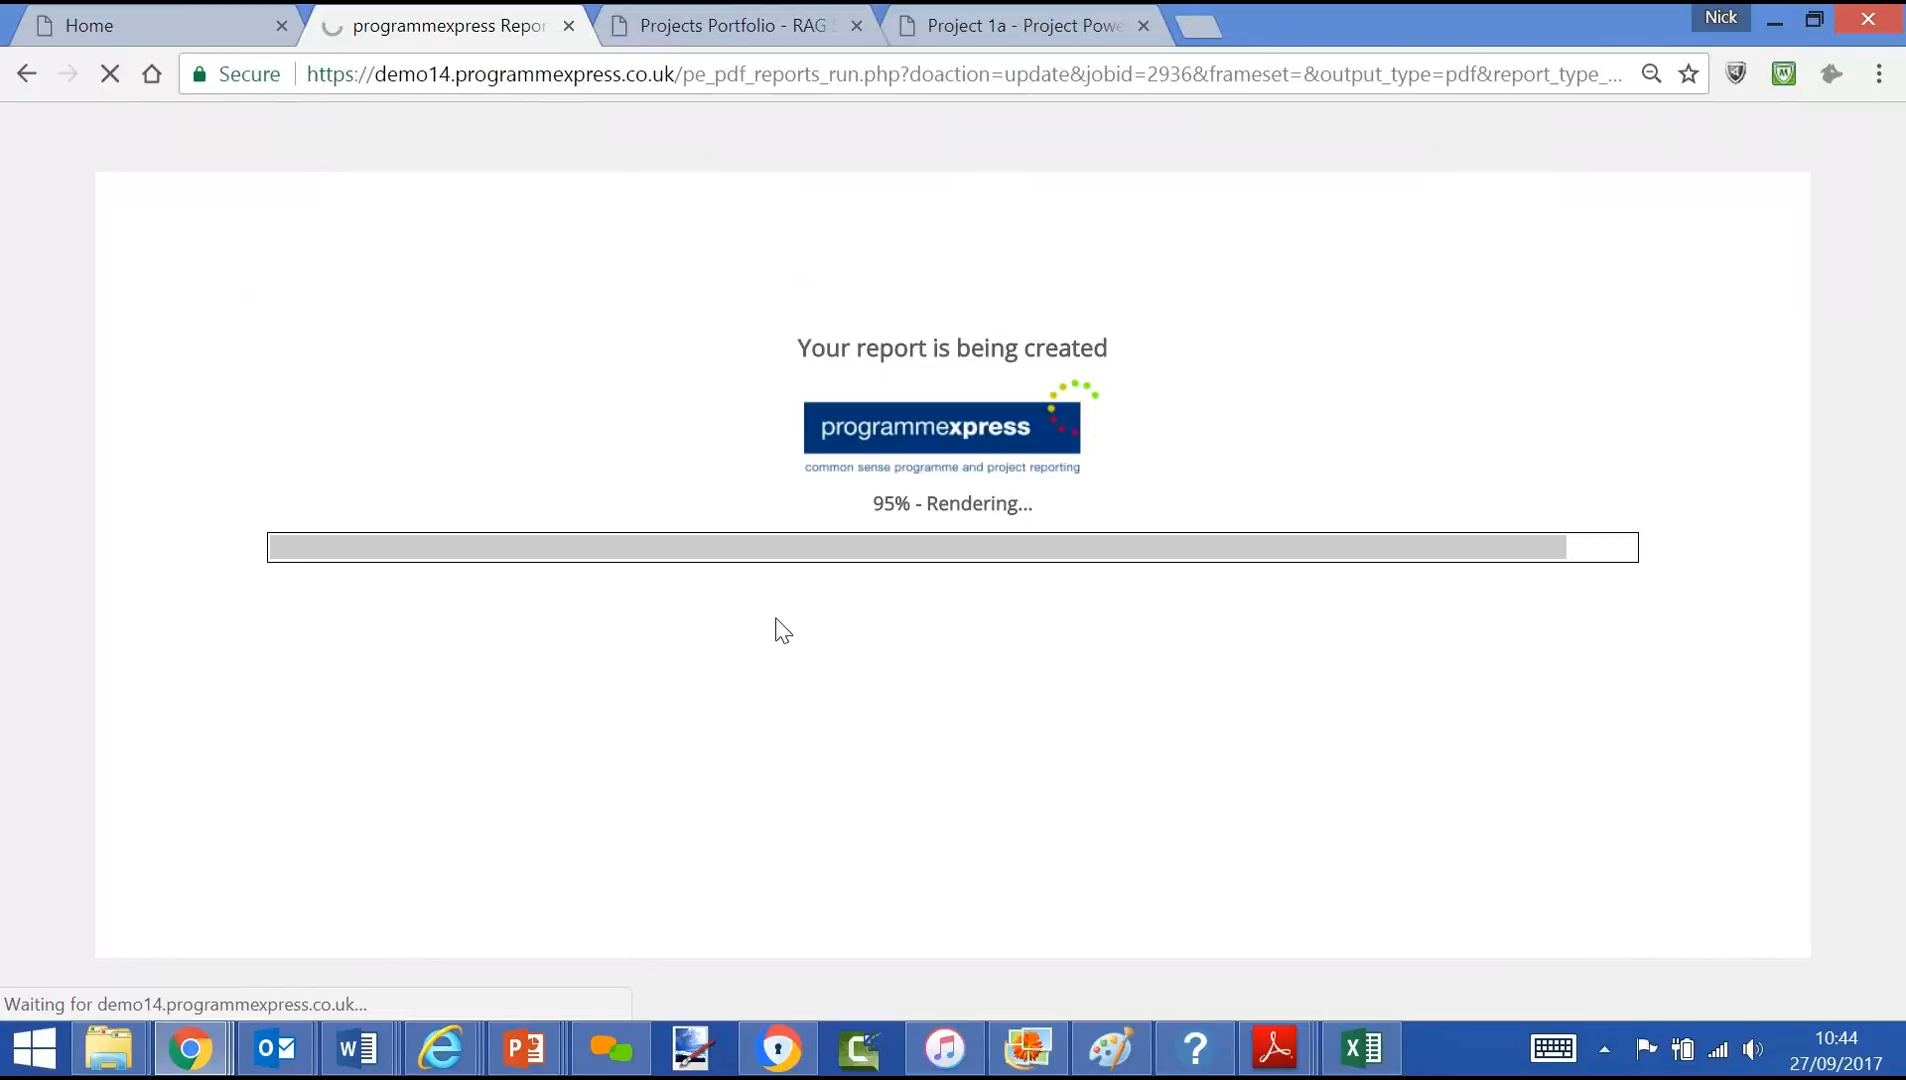 Home
programmexpress Repor
Projects Portfolio - RAG S
Project 1a - Project Powe
Nick
Secure
https://demo14.programmexpress.co.uk/pe_pdf_reports_run.php?doaction=update&jobid=2936&frameset=&output_type=pdf&report_type_...
Your report is being created
programmexpress
common sense programme and project reporting
95% - Rendering...
Waiting for demo14.programmexpress.co.uk...
10:44
27/09/2017